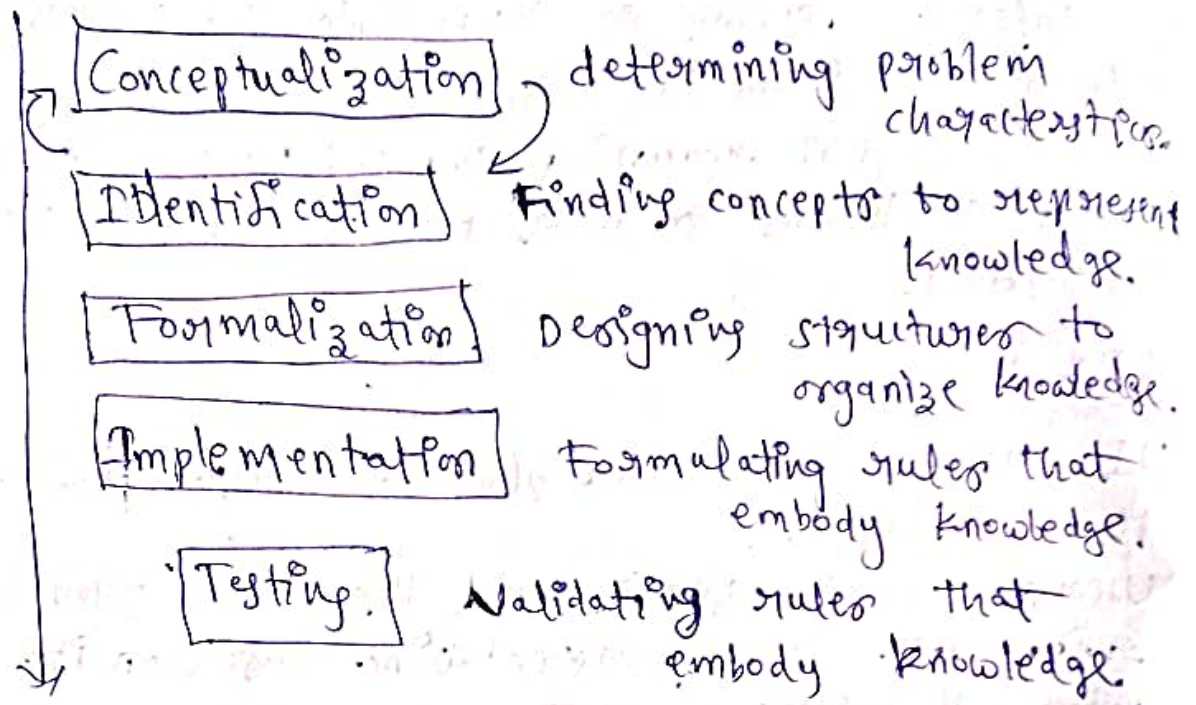 Conceptualization determining problem
characteristics.
IDentification Finding concepts to represent
knowledge.
Formalization Designing structures to
organize knowledge.
Implementation Formulating rules that
embody knowledge.
Testing. Validating rules that
embody knowledge.